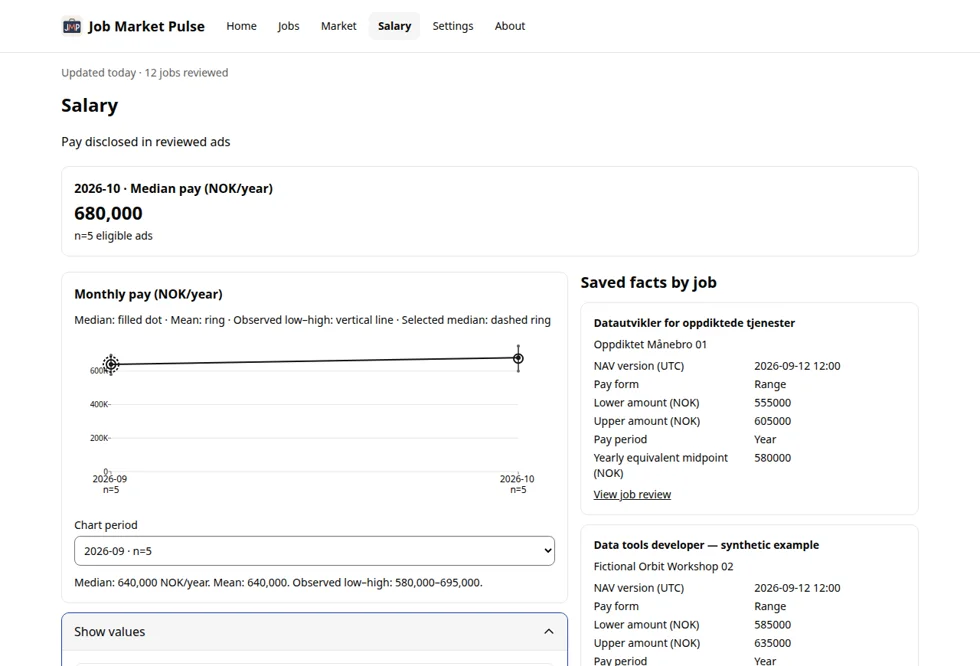 JMP Job Market Pulse Home Jobs Market Salary Settings About
Updated today · 12 jobs reviewed
Salary
Pay disclosed in reviewed ads
2026-10 · Median pay (NOK/year)
680,000
n=5 eligible ads
Monthly pay (NOK/year)
Median: filled dot · Mean: ring · Observed low–high: vertical line · Selected median: dashed ring
600K
400K
200K
0
2026-09 2026-10
n=5 n=5
Chart period
2026-09 · n=5
Median: 640,000 NOK/year. Mean: 640,000. Observed low–high: 580,000–695,000.
Show values
Saved facts by job
Datautvikler for oppdiktede tjenester
Oppdiktet Månebro 01
NAV version (UTC) 2026-09-12 12:00
Pay form Range
Lower amount (NOK) 555000
Upper amount (NOK) 605000
Pay period Year
Yearly equivalent midpoint 580000
(NOK)
View job review
Data tools developer — synthetic example
Fictional Orbit Workshop 02
NAV version (UTC) 2026-09-12 12:00
Pay form Range
Lower amount (NOK) 585000
Upper amount (NOK) 635000
Pay period Year